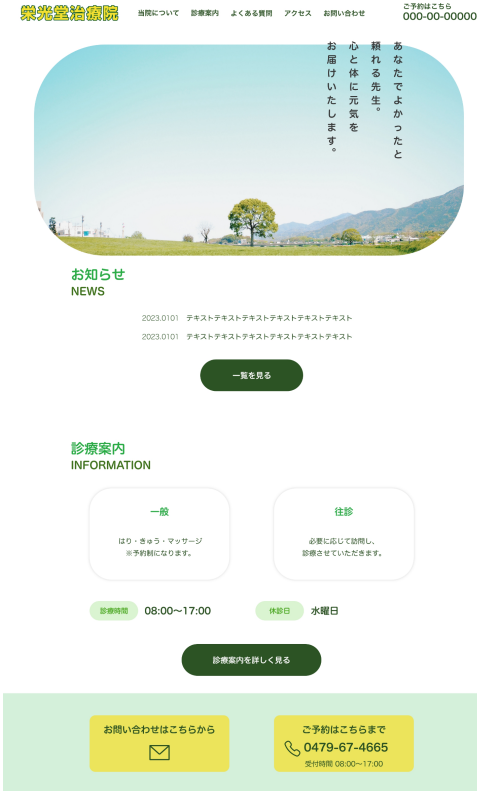 栄光堂治療院
当院について 診療案内 よくある質問 アクセス お問い合わせ
ご予約はこちら
000-00-00000
あなたでよかったと
頼れる先生。
心と体に元気を
お届けいたします。
お知らせ
NEWS
2023.0101 テキストテキストテキストテキストテキストテキスト
2023.0101 テキストテキストテキストテキストテキストテキスト
一覧を見る
診療案内
INFORMATION
一般
はり・きゅう・マッサージ
※予約制になります。
往診
必要に応じて訪問し、
診療させていただきます。
診療時間 08:00〜17:00
休診日 水曜日
診療案内を詳しく見る
お問い合わせはこちらから
ご予約はこちらまで
0479-67-4665
受付時間 08:00〜17:00